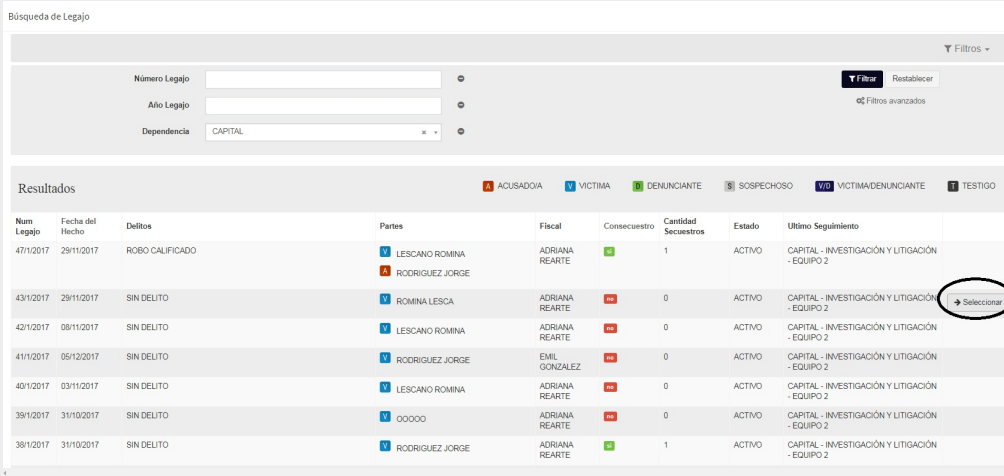 Búsqueda de Legajo
Filtros
Número Legajo
Filtrar Restablecer
Año Legajo
Filtros avanzados
Dependencia CAPITAL
Resultados A ACUSADO/A V VICTIMA D DENUNCIANTE S SOSPECHOSO V/D VICTIMA/DENUNCIANTE T TESTIGO
Num Legajo Fecha del Hecho Delitos Partes Fiscal Consecuestro Cantidad Secuestros Estado Ultimo Seguimiento
47/1/2017 29/11/2017 ROBO CALIFICADO V LESCANO ROMINA ADRIANA REARTE si 1 ACTIVO CAPITAL - INVESTIGACIÓN Y LITIGACIÓN - EQUIPO 2
A RODRIGUEZ JORGE
43/1/2017 29/11/2017 SIN DELITO V ROMINA LESCA ADRIANA REARTE no 0 ACTIVO CAPITAL - INVESTIGACIÓN Y LITIGACIÓN - EQUIPO 2 Seleccionar
42/1/2017 08/11/2017 SIN DELITO V LESCANO ROMINA ADRIANA REARTE no 0 ACTIVO CAPITAL - INVESTIGACIÓN Y LITIGACIÓN - EQUIPO 2
41/1/2017 05/12/2017 SIN DELITO V RODRIGUEZ JORGE EMIL GONZALEZ no 0 ACTIVO CAPITAL - INVESTIGACIÓN Y LITIGACIÓN - EQUIPO 2
40/1/2017 03/11/2017 SIN DELITO V LESCANO ROMINA ADRIANA REARTE no 0 ACTIVO CAPITAL - INVESTIGACIÓN Y LITIGACIÓN - EQUIPO 2
39/1/2017 31/10/2017 SIN DELITO V OOOOO ADRIANA REARTE no 0 ACTIVO CAPITAL - INVESTIGACIÓN Y LITIGACIÓN - EQUIPO 2
38/1/2017 31/10/2017 SIN DELITO V RODRIGUEZ JORGE ADRIANA REARTE si 1 ACTIVO CAPITAL - INVESTIGACIÓN Y LITIGACIÓN - EQUIPO 2